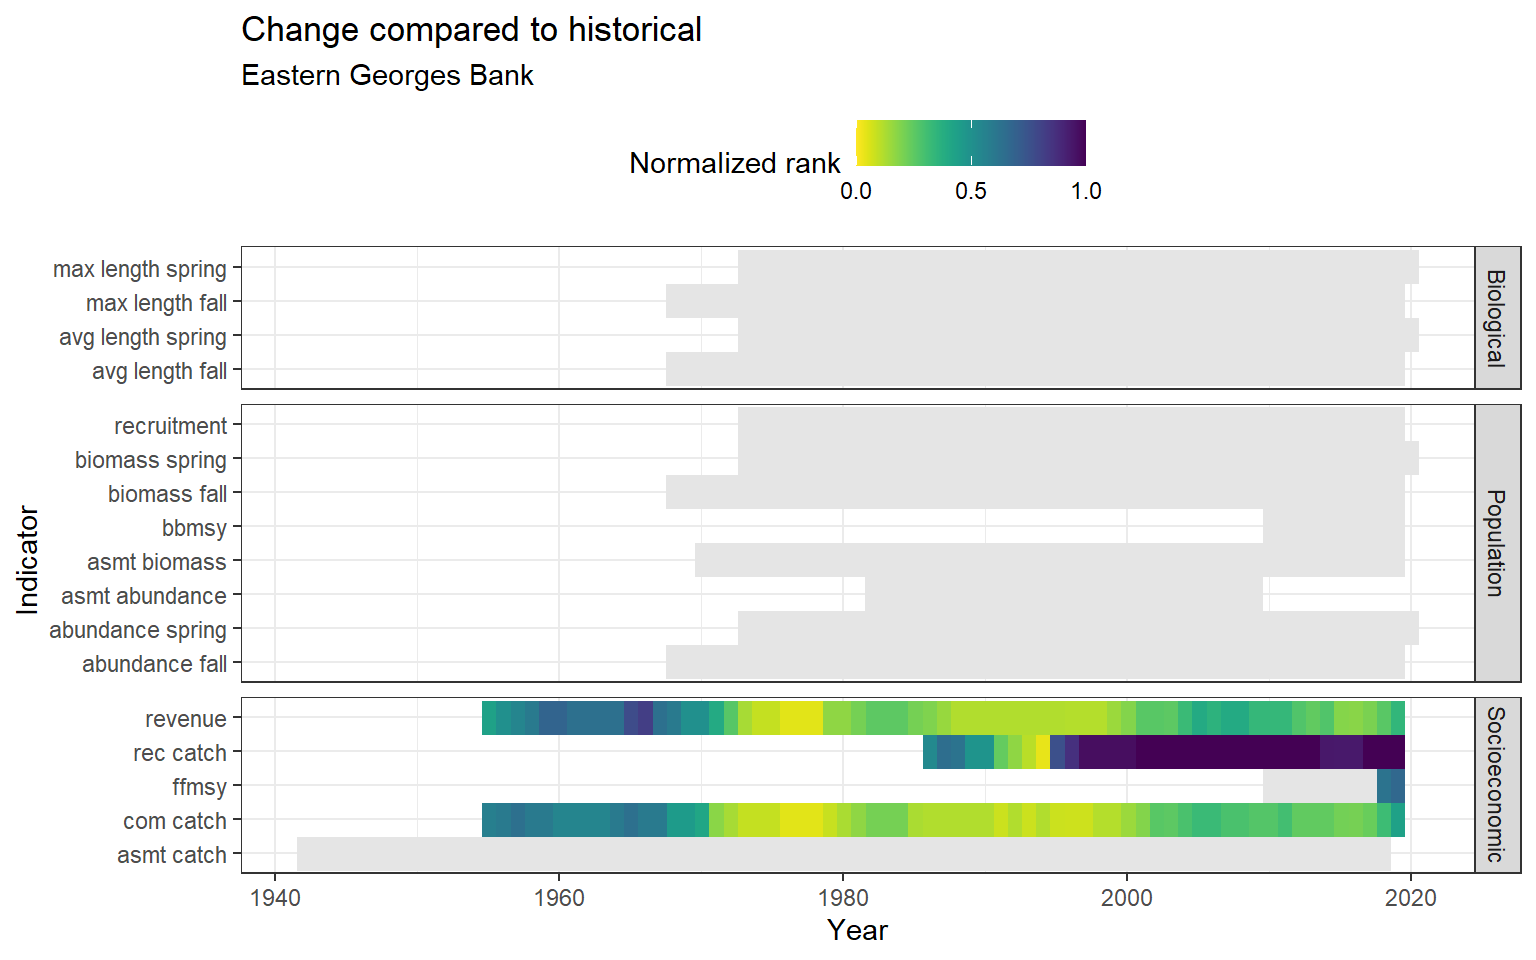 Change compared to historical
Eastern Georges Bank
Normalized rank
0.0 0.5 1.0
max length spring
max length fall
avg length spring
avg length fall
Biological
recruitment
biomass spring
biomass fall
bbmsy
asmt biomass
asmt abundance
abundance spring
abundance fall
Population
revenue
rec catch
ffmsy
com catch
asmt catch
Socioeconomic
Indicator
1940 1960 1980 2000 2020
Year